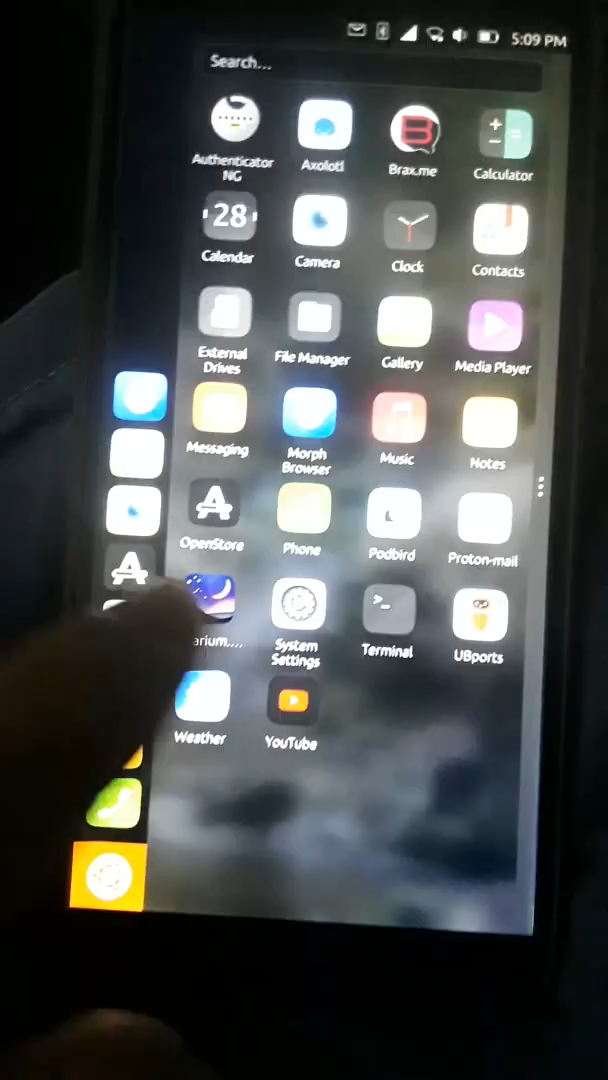 5:09 PM
Search...
Authenticator NG
Axolotl
Brax.me
Calculator
28
Calendar
Camera
Clock
Contacts
External Drives
File Manager
Gallery
Media Player
Messaging
Morph Browser
Music
Notes
OpenStore
Phone
Podbird
Proton-mail
arium....
System Settings
Terminal
UBports
Weather
YouTube